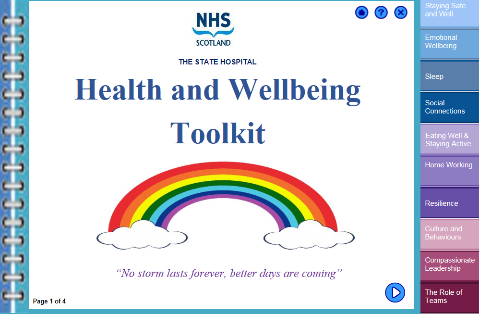 NHS
SCOTLAND
THE STATE HOSPITAL
Health and Wellbeing
Toolkit
“No storm lasts forever, better days are coming”
Page 1 of 4
?
Staying Safe
and Well
Emotional
Wellbeing
Sleep
Social
Connections
Eating Well &
Staying Active
Home Working
Resilience
Culture and
Behaviours
Compassionate
Leadership
The Role of
Teams